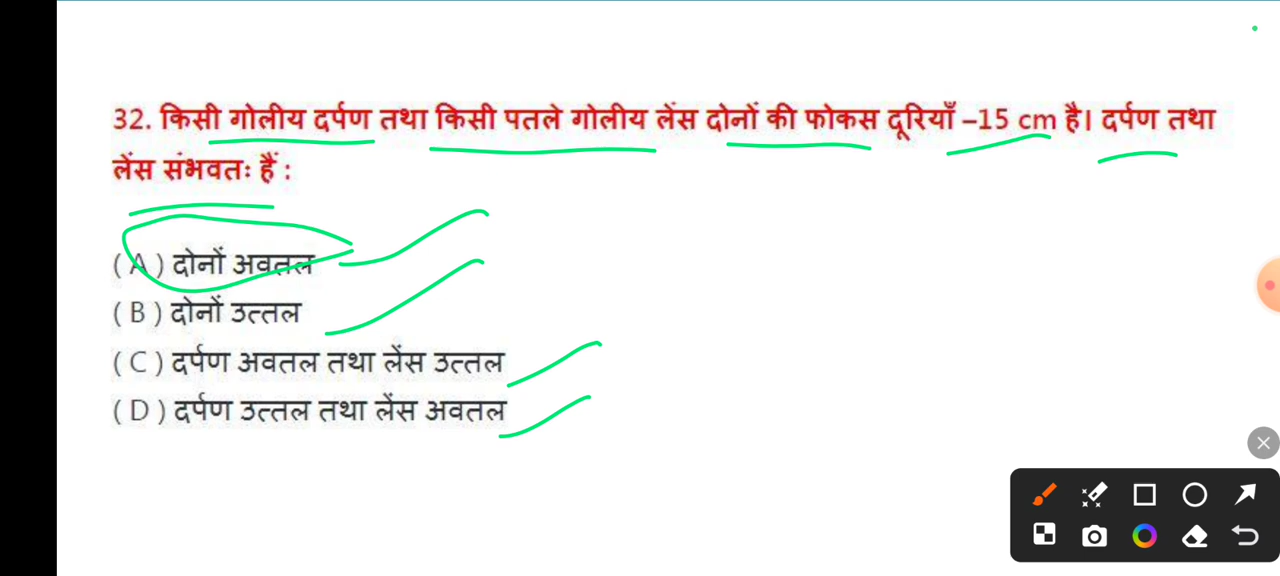 32. किसी गोलीय दर्पण तथा किसी पतले गोलीय लेंस दोनों की फोकस दूरियाँ –15 cm है। दर्पण तथा
लेंस संभवतः हैं :
( A ) दोनों अवतल
( B ) दोनों उत्तल
( C ) दर्पण अवतल तथा लेंस उत्तल
( D ) दर्पण उत्तल तथा लेंस अवतल